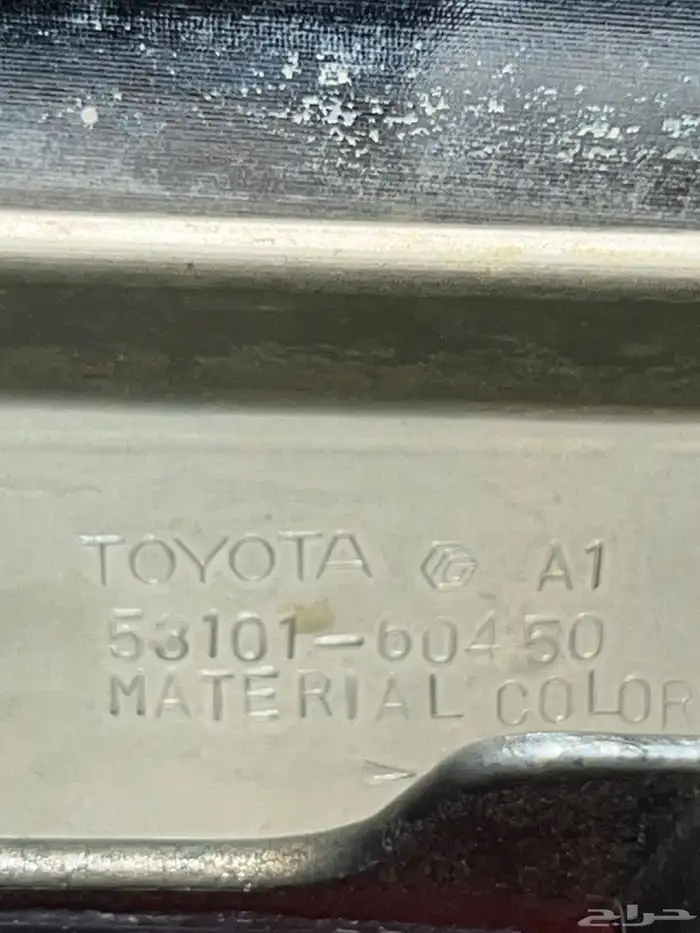 TOYOTA A1
53101-60450
MATERIAL COLOR
حراج